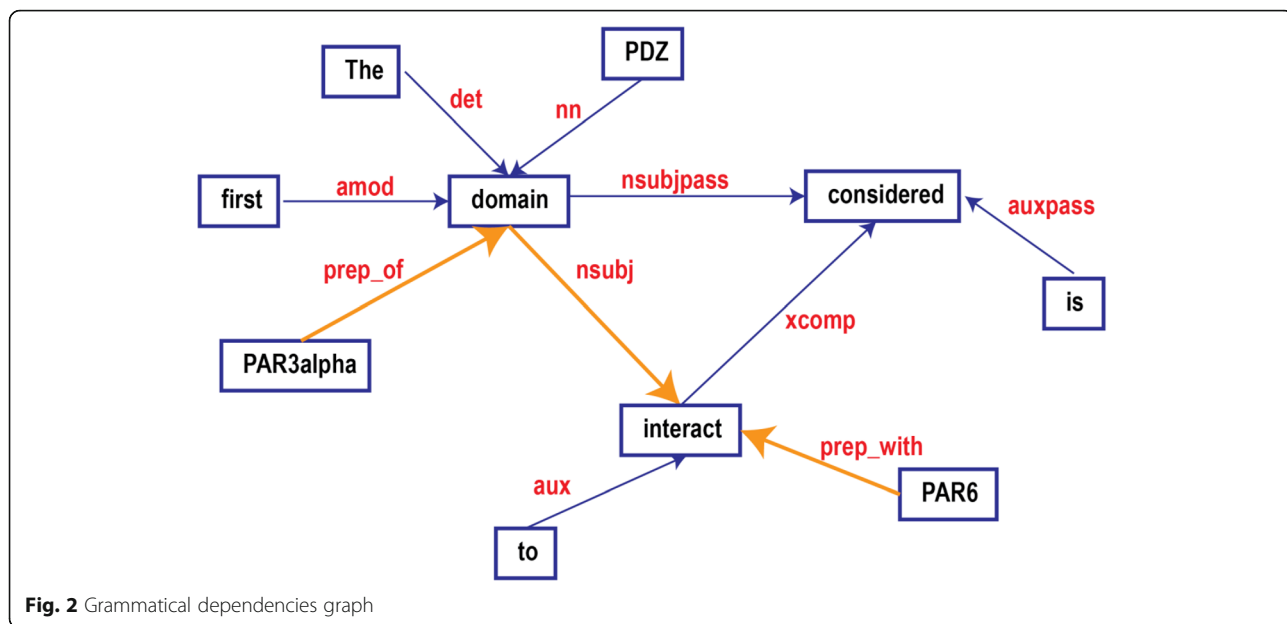 PDZ
The
det
nn
amod
nsubjpass
first
domain
considered
auxpass
prep_of
nsubj
is
xcomp
PAR3alpha
interact
prep_with
aux
PAR6
to
Fig. 2 Grammatical dependencies graph